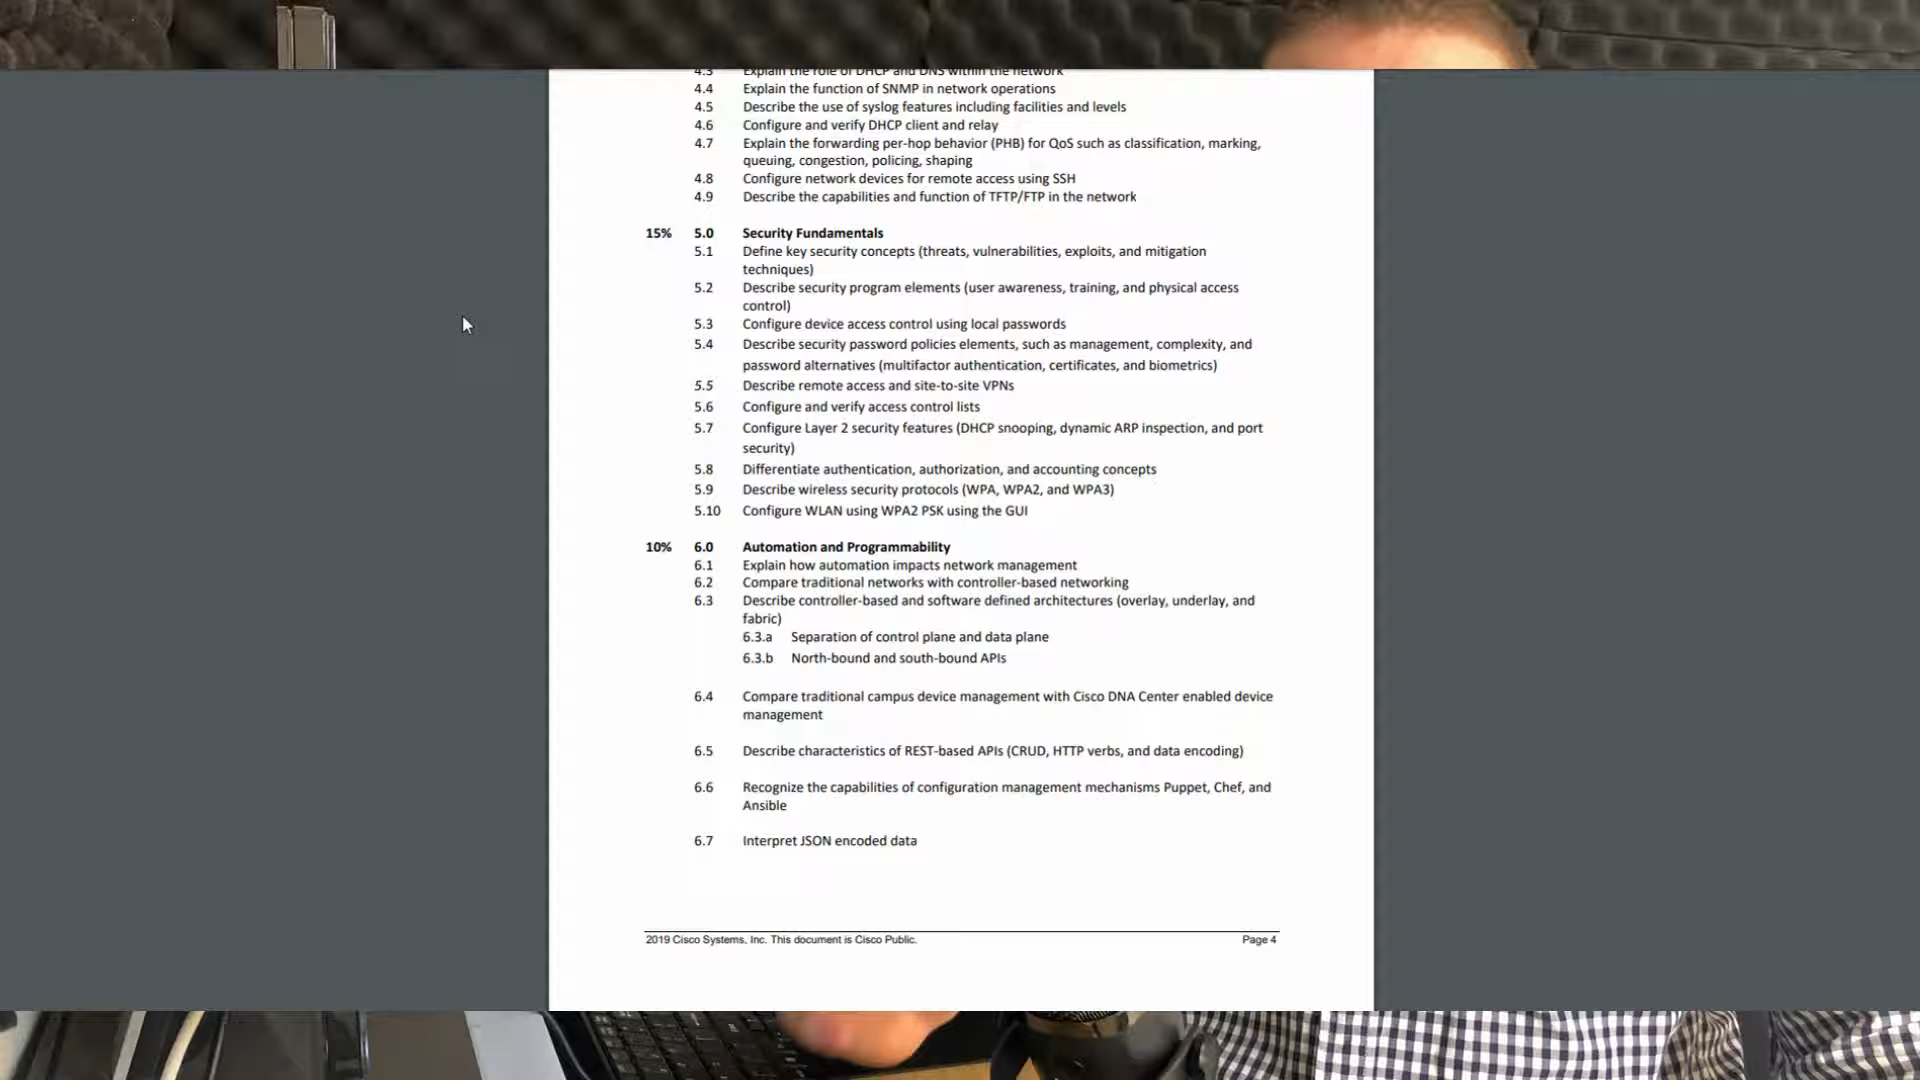 4.3 Explain the role of DHCP and DNS within the network
4.4 Explain the function of SNMP in network operations
4.5 Describe the use of syslog features including facilities and levels
4.6 Configure and verify DHCP client and relay
4.7 Explain the forwarding per-hop behavior (PHB) for QoS such as classification, marking,
queuing, congestion, policing, shaping
4.8 Configure network devices for remote access using SSH
4.9 Describe the capabilities and function of TFTP/FTP in the network
15% 5.0 Security Fundamentals
5.1 Define key security concepts (threats, vulnerabilities, exploits, and mitigation
techniques)
5.2 Describe security program elements (user awareness, training, and physical access
control)
5.3 Configure device access control using local passwords
5.4 Describe security password policies elements, such as management, complexity, and
password alternatives (multifactor authentication, certificates, and biometrics)
5.5 Describe remote access and site-to-site VPNs
5.6 Configure and verify access control lists
5.7 Configure Layer 2 security features (DHCP snooping, dynamic ARP inspection, and port
security)
5.8 Differentiate authentication, authorization, and accounting concepts
5.9 Describe wireless security protocols (WPA, WPA2, and WPA3)
5.10 Configure WLAN using WPA2 PSK using the GUI
10% 6.0 Automation and Programmability
6.1 Explain how automation impacts network management
6.2 Compare traditional networks with controller-based networking
6.3 Describe controller-based and software defined architectures (overlay, underlay, and
fabric)
6.3.a Separation of control plane and data plane
6.3.b North-bound and south-bound APIs
6.4 Compare traditional campus device management with Cisco DNA Center enabled device
management
6.5 Describe characteristics of REST-based APIs (CRUD, HTTP verbs, and data encoding)
6.6 Recognize the capabilities of configuration management mechanisms Puppet, Chef, and
Ansible
6.7 Interpret JSON encoded data
2019 Cisco Systems, Inc. This document is Cisco Public. Page 4